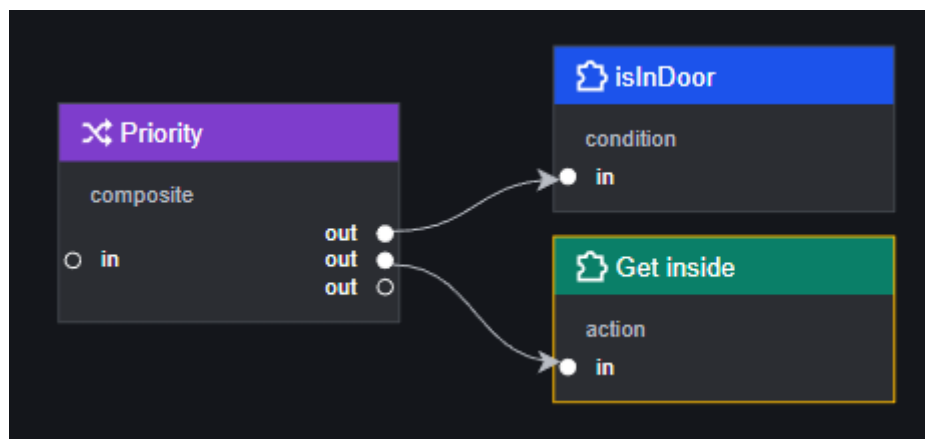 Priority
composite
in
out
out
out
isInDoor
condition
in
Get inside
action
in